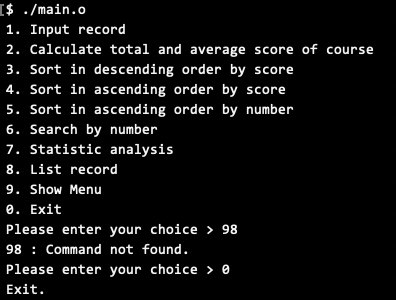 $ ./main.o
1. Input record
2. Calculate total and average score of course
3. Sort in descending order by score
4. Sort in ascending order by score
5. Sort in ascending order by number
6. Search by number
7. Statistic analysis
8. List record
9. Show Menu
0. Exit
Please enter your choice > 98
98 : Command not found.
Please enter your choice > 0
Exit.